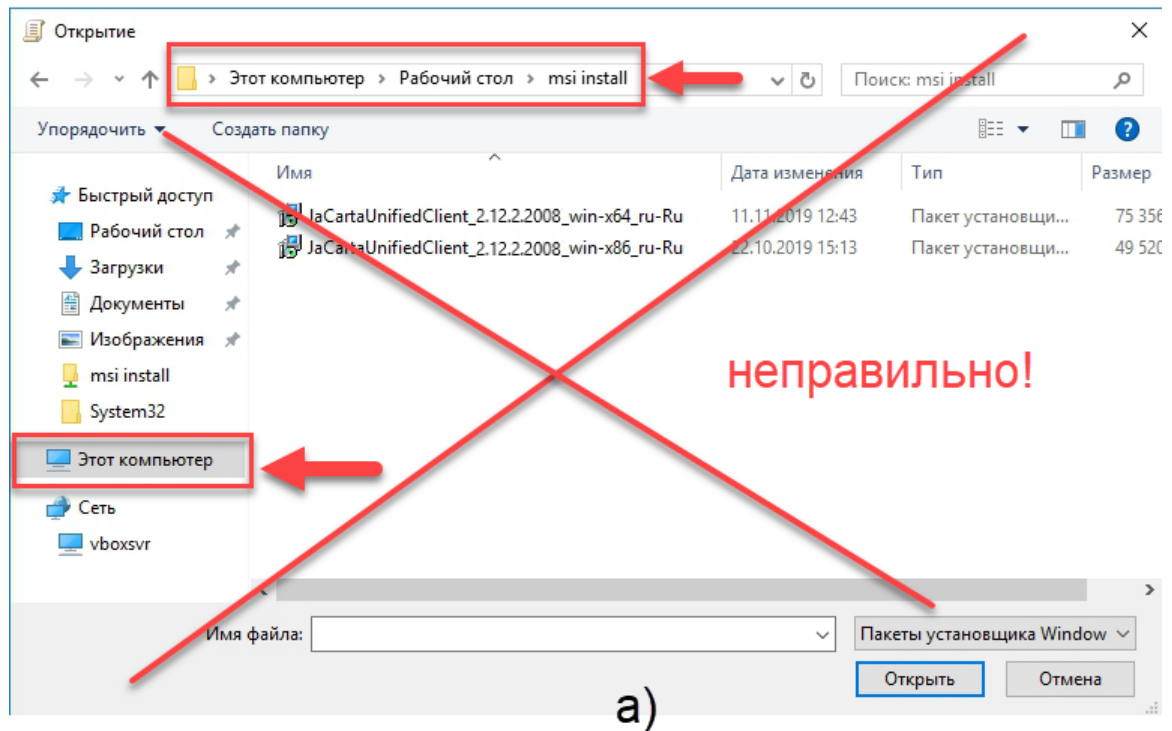 Открытие
Этот компьютер > Рабочий стол > msi install
Поиск: msi install
Упорядочить
Создать папку
Имя
Дата изменения
Тип
Размер
Быстрый доступ
Рабочий стол
Загрузки
Документы
Изображения
msi install
System32
Этот компьютер
Сеть
vboxsvr
JaCartaUnifiedClient_2.12.2.2008_win-x64_ru-Ru 11.11.2019 12:43 Пакет установщи... 75 356
JaCartaUnifiedClient_2.12.2.2008_win-x86_ru-Ru 22.10.2019 15:13 Пакет установщи... 49 520
неправильно!
Имя файла:
Пакеты установщика Window
Открыть
Отмена
а)